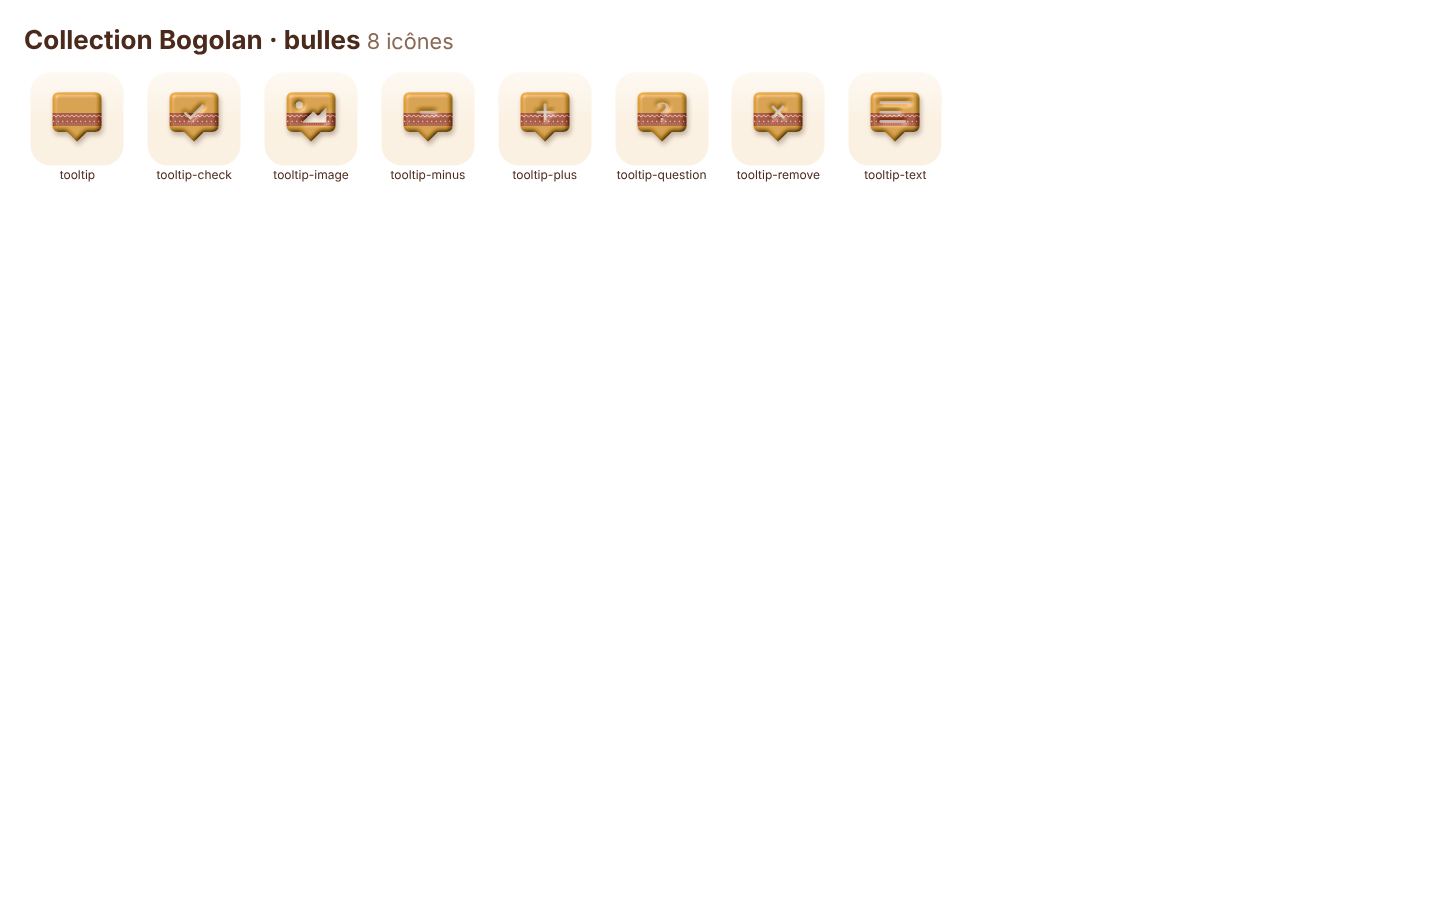 Collection Bogolan · bulles 8 icônes
tooltip
tooltip-check
tooltip-image
tooltip-minus
tooltip-plus
tooltip-question
tooltip-remove
tooltip-text